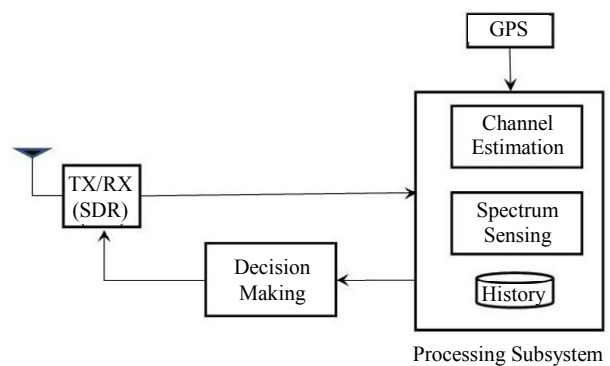 GPS
Channel
Estimation
TX/RX
(SDR)
Spectrum
Sensing
Decision
Making
History
Processing Subsystem